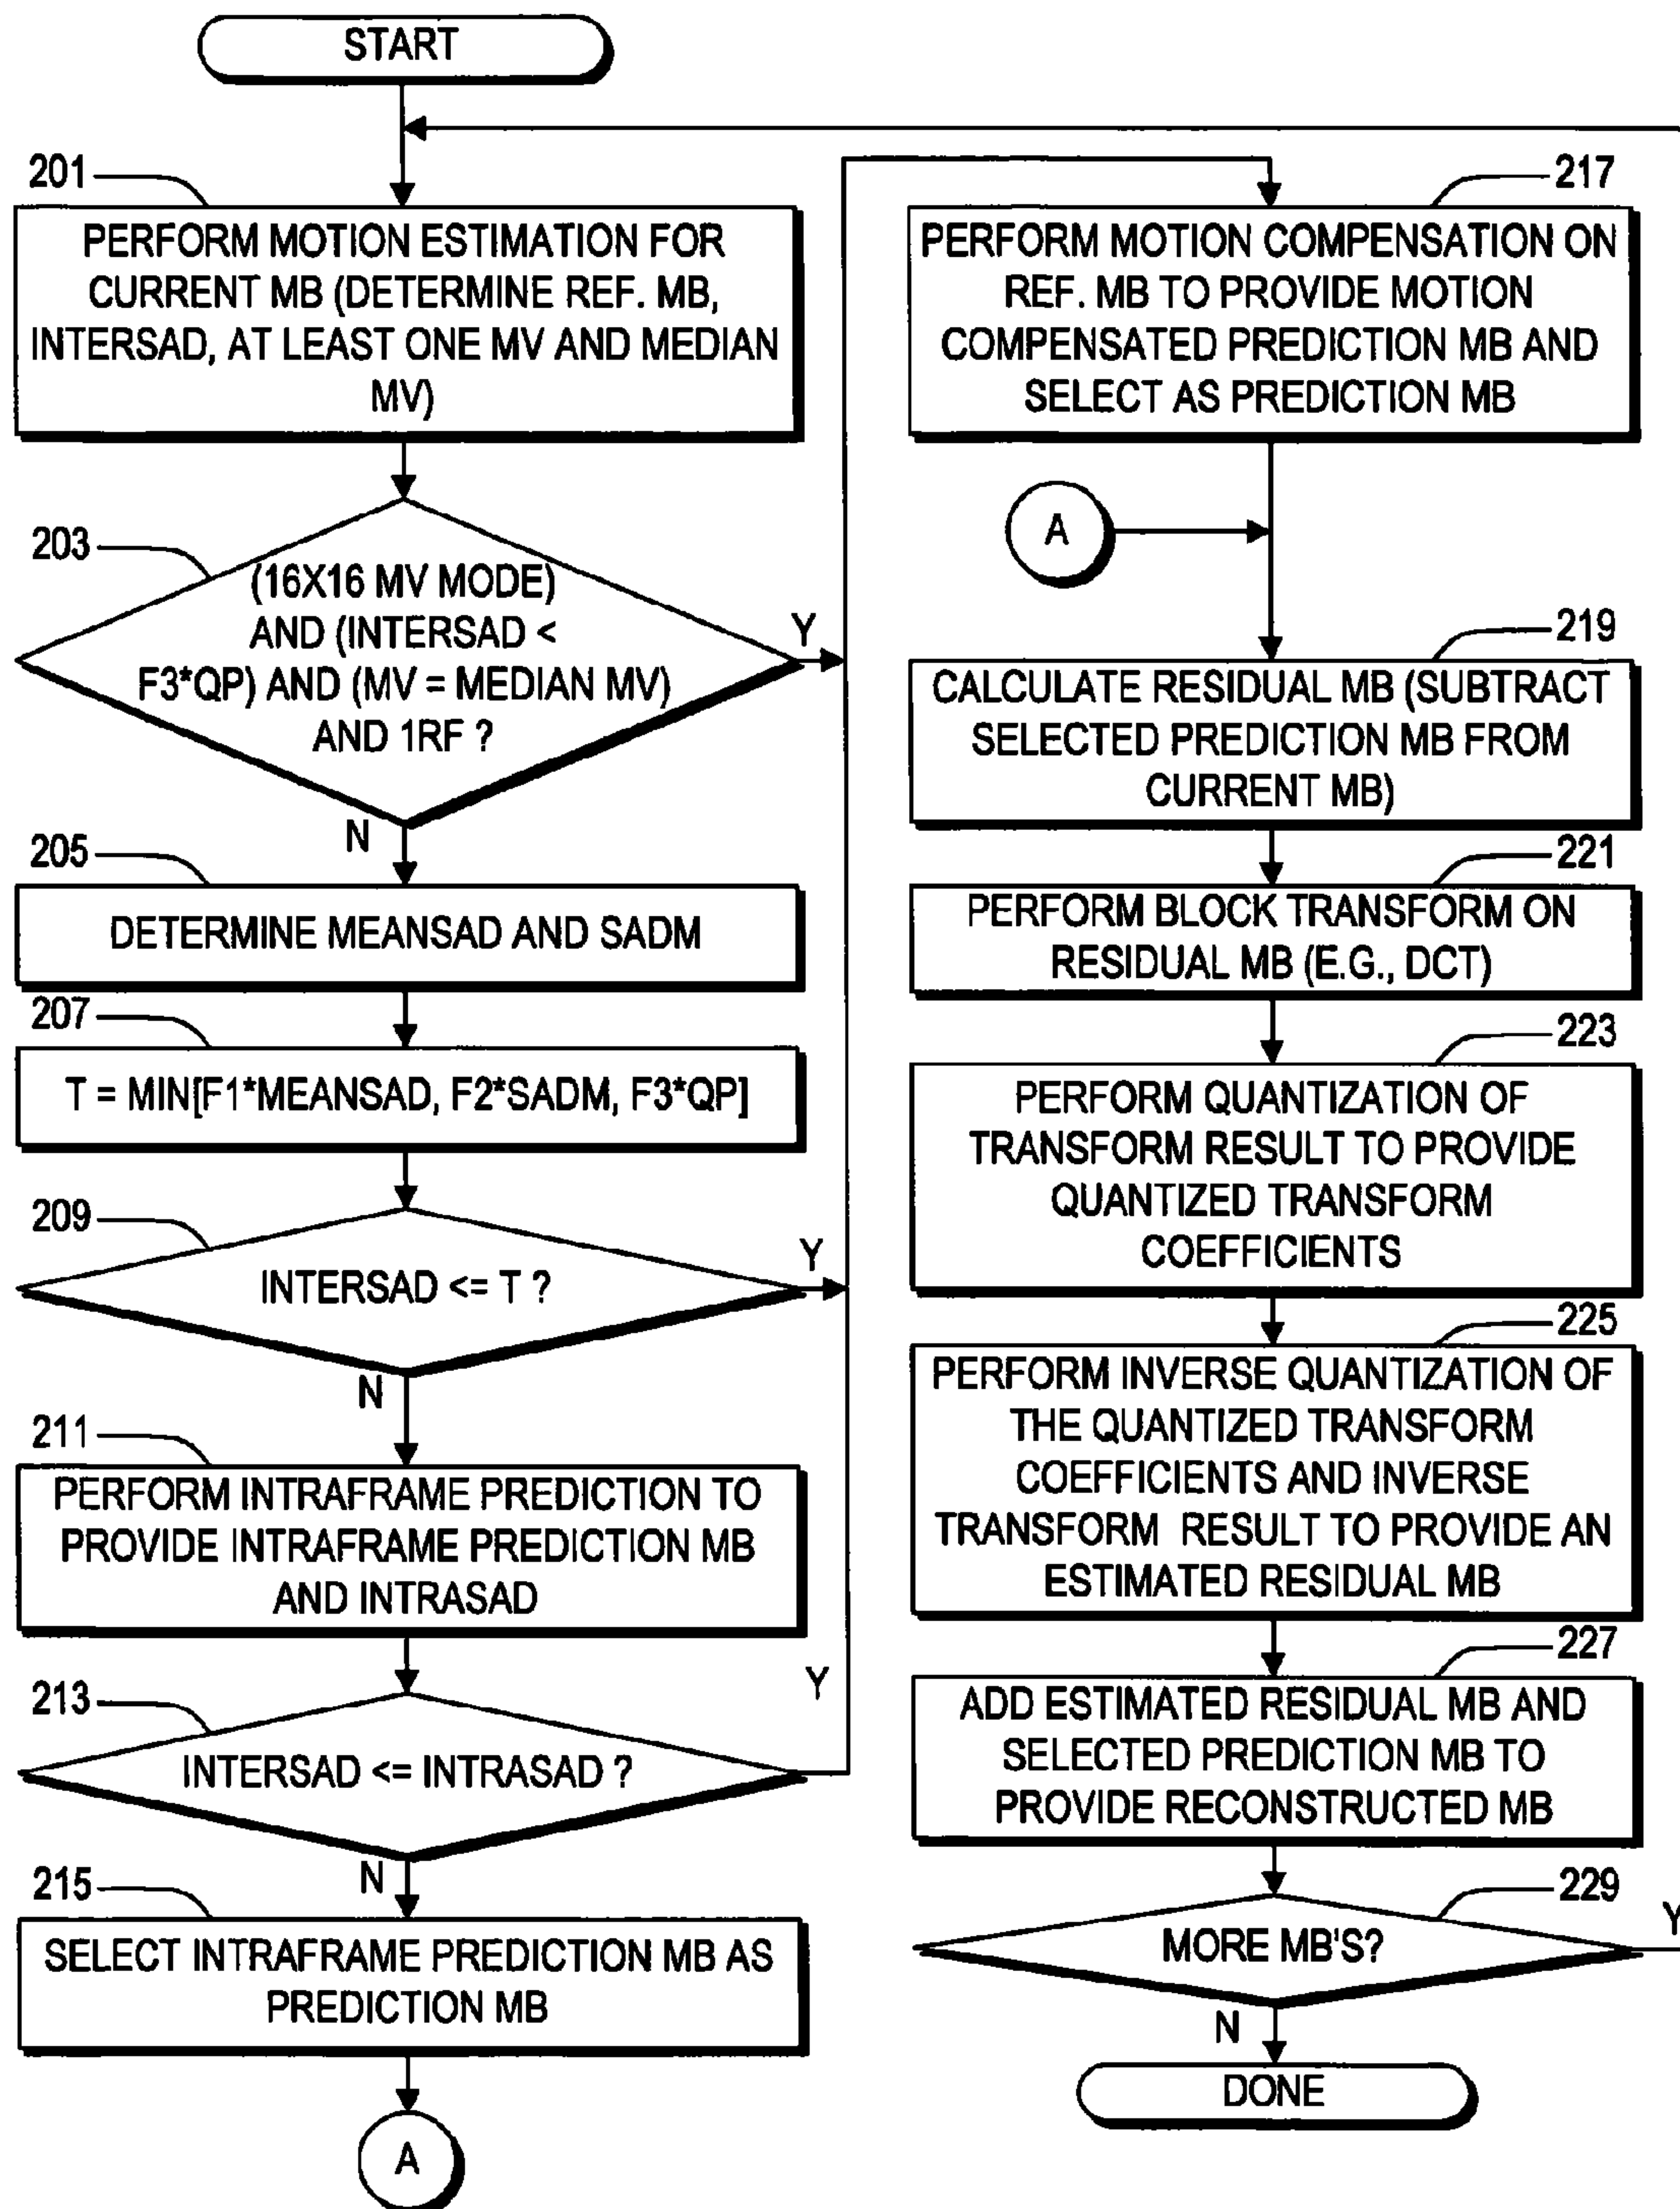 START
201
PERFORM MOTION ESTIMATION FOR
CURRENT MB (DETERMINE REF. MB,
INTERSAD, AT LEAST ONE MV AND MEDIAN
MV)
203
(16X16 MV MODE)
AND (INTERSAD <
F3*QP) AND (MV = MEDIAN MV)
AND 1RF ?
Y
N
205
DETERMINE MEANSAD AND SADM
207
T = MIN[F1*MEANSAD, F2*SADM, F3*QP]
209
INTERSAD <= T ?
Y
N
211
PERFORM INTRAFRAME PREDICTION TO
PROVIDE INTRAFRAME PREDICTION MB
AND INTRASAD
213
INTERSAD <= INTRASAD ?
Y
N
215
SELECT INTRAFRAME PREDICTION MB AS
PREDICTION MB
A
217
PERFORM MOTION COMPENSATION ON
REF. MB TO PROVIDE MOTION
COMPENSATED PREDICTION MB AND
SELECT AS PREDICTION MB
A
219
CALCULATE RESIDUAL MB (SUBTRACT
SELECTED PREDICTION MB FROM
CURRENT MB)
221
PERFORM BLOCK TRANSFORM ON
RESIDUAL MB (E.G., DCT)
223
PERFORM QUANTIZATION OF
TRANSFORM RESULT TO PROVIDE
QUANTIZED TRANSFORM
COEFFICIENTS
225
PERFORM INVERSE QUANTIZATION OF
THE QUANTIZED TRANSFORM
COEFFICIENTS AND INVERSE
TRANSFORM RESULT TO PROVIDE AN
ESTIMATED RESIDUAL MB
227
ADD ESTIMATED RESIDUAL MB AND
SELECTED PREDICTION MB TO
PROVIDE RECONSTRUCTED MB
229
MORE MB'S?
Y
N
DONE